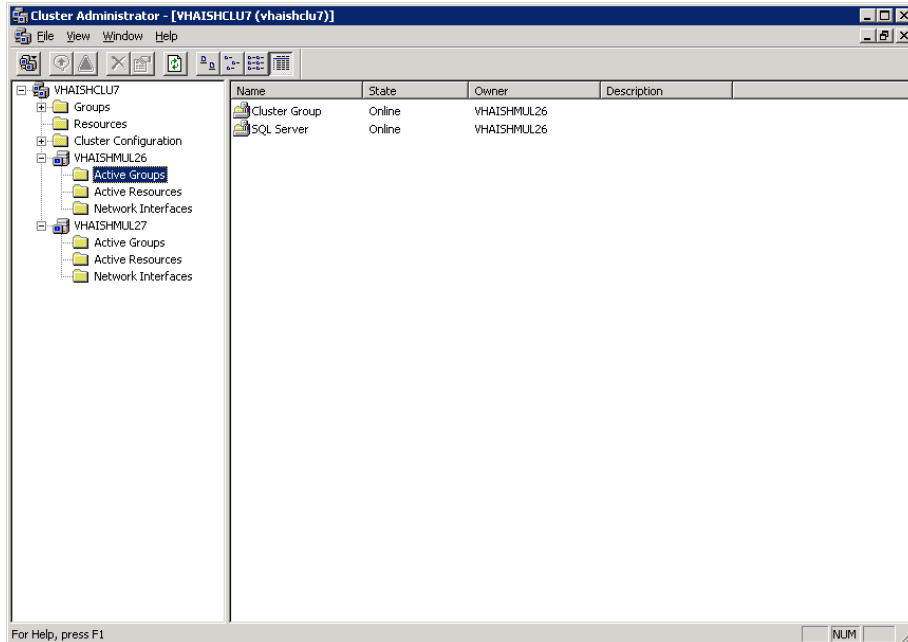 Cluster Administrator - [VHAISHCLU7 (vhaishclu7)]
File View Window Help
VHAISHCLU7
Groups
Resources
Cluster Configuration
VHAISHMUL26
Active Groups
Active Resources
Network Interfaces
VHAISHMUL27
Active Groups
Active Resources
Network Interfaces
Name State Owner Description
Cluster Group Online VHAISHMUL26
SQL Server Online VHAISHMUL26
For Help, press F1
NUM